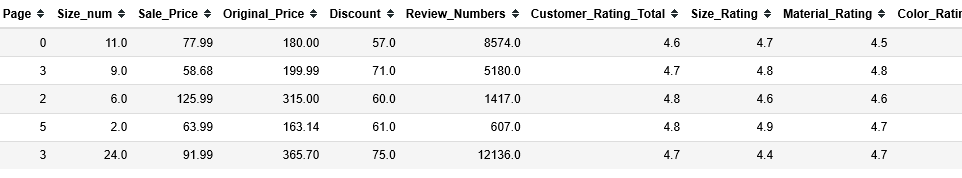 Page Size_num Sale_Price Original_Price Discount Review_Numbers Customer_Rating_Total Size_Rating Material_Rating Color_Ratin
0 11.0 77.99 180.00 57.0 8574.0 4.6 4.7 4.5
3 9.0 58.68 199.99 71.0 5180.0 4.7 4.8 4.8
2 6.0 125.99 315.00 60.0 1417.0 4.8 4.6 4.6
5 2.0 63.99 163.14 61.0 607.0 4.8 4.9 4.7
3 24.0 91.99 365.70 75.0 12136.0 4.7 4.4 4.7